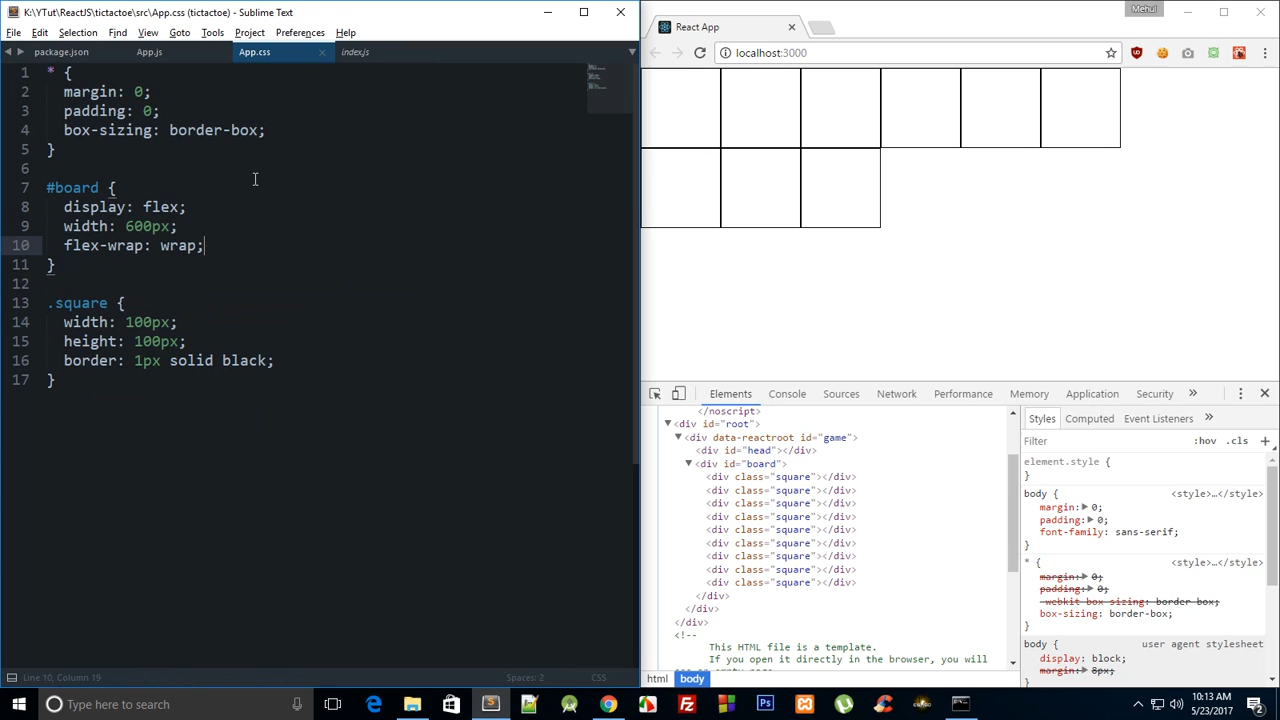 K:\YTut\ReactJS\tictactoe\src\App.css (tictactoe) - Sublime Text
File Edit Selection Find View Goto Tools Project Preferences Help
package.json App.js App.css index.js
1 * {
2 margin: 0;
3 padding: 0;
4 box-sizing: border-box;
5 }
6
7 #board {
8 display: flex;
9 width: 600px;
10 flex-wrap: wrap;
11 }
12
13 .square {
14 width: 100px;
15 height: 100px;
16 border: 1px solid black;
17 }
Line 10, Column 19 Spaces: 2 CSS
Mehul
React App
localhost:3000
Elements Console Sources Network Performance Memory Application Security
</noscript>
<div id="root">
<div data-reactroot id="game">
<div id="head"></div>
<div id="board">
<div class="square"></div>
<div class="square"></div>
<div class="square"></div>
<div class="square"></div>
<div class="square"></div>
<div class="square"></div>
<div class="square"></div>
<div class="square"></div>
<div class="square"></div>
</div>
</div>
</div>
<!--
This HTML file is a template.
If you open it directly in the browser, you will
html body
Styles Computed Event Listeners
Filter :hov .cls
element.style {
}
body { <style>…</style>
margin: 0;
padding: 0;
font-family: sans-serif;
}
* { <style>…</style>
margin: 0;
padding: 0;
-webkit-box-sizing: border-box;
box-sizing: border-box;
}
body { user agent stylesheet
display: block;
margin: 8px;
Type here to search
10:13 AM
5/23/2017